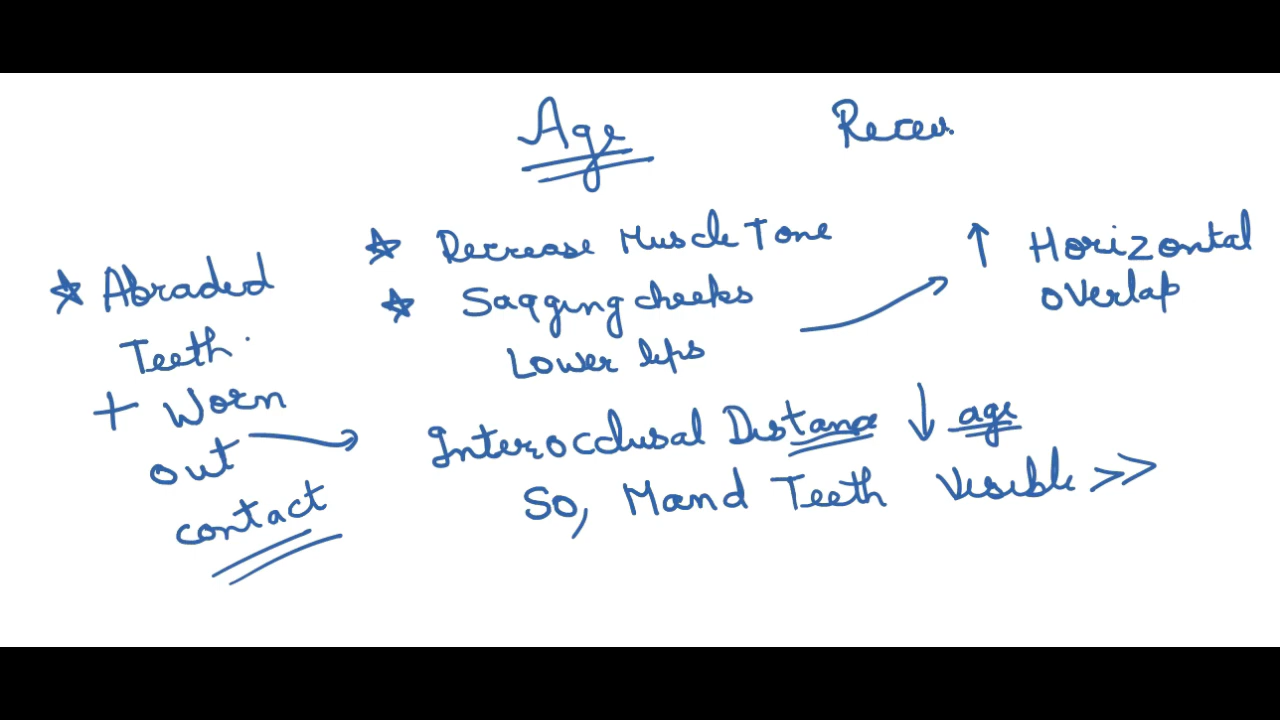 Age
Recen
★ Decrease Muscle Tone
★ Sagging cheeks
Lower lips
↑ Horizontal
overlap
★ Abraded
Teeth
+ Worn
out →
contact
Interocclusal Distance ↓ age
So, Mand Teeth Visible >>